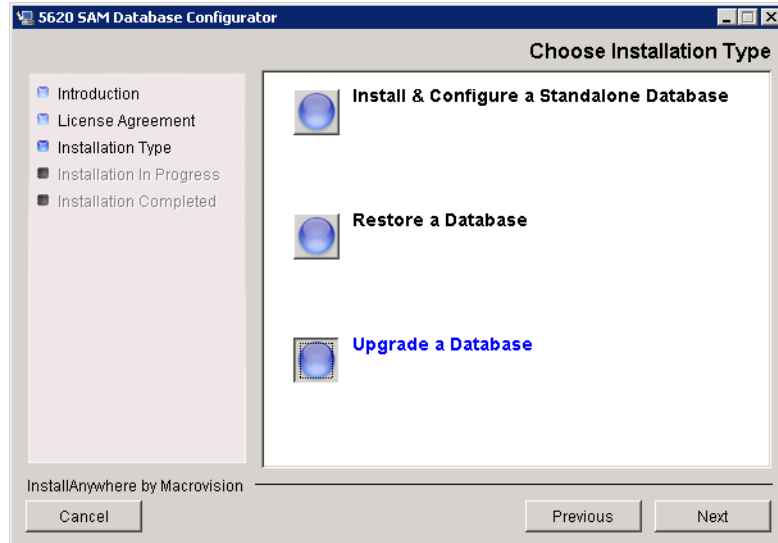 5620 SAM Database Configurator
Choose Installation Type
Introduction
License Agreement
Installation Type
Installation In Progress
Installation Completed
Install & Configure a Standalone Database
Restore a Database
Upgrade a Database
InstallAnywhere by Macrovision
Cancel
Previous
Next